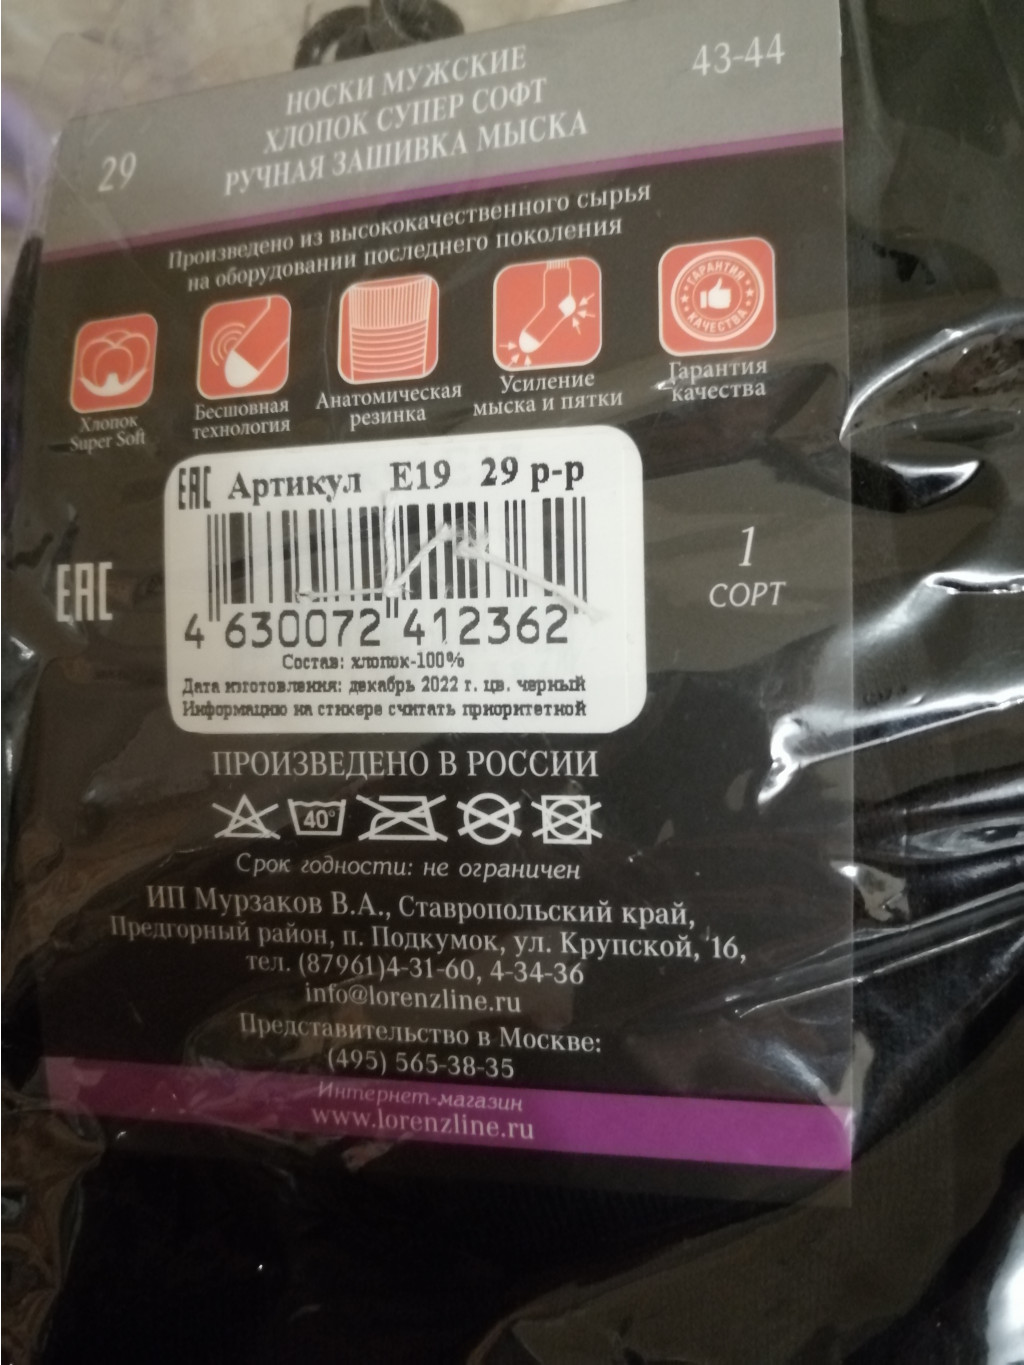 НОСКИ МУЖСКИЕ
ХЛОПОК СУПЕР СОФТ
РУЧНАЯ ЗАШИВКА МЫСКА
43-44
29
Произведено из высококачественного сырья
на оборудовании последнего поколения
Хлопок
Super Soft
Бесшовная
технология
Анатомическая
резинка
Усиление
мыска и пятки
ГАРАНТИЯ
КАЧЕСТВА
Гарантия
качества
EAC Артикул E19 29 р-р
4 630072 412362
Состав: хлопок-100%
Дата изготовления: декабрь 2022 г. цв. черный
Информацию на стикере считать приоритетной
EAC
1
СОРТ
ПРОИЗВЕДЕНО В РОССИИ
40°
Срок годности: не ограничен
ИП Мурзаков В.А., Ставропольский край,
Предгорный район, п. Подкумок, ул. Крупской, 16,
тел. (87961)4-31-60, 4-34-36
info@lorenzline.ru
Представительство в Москве:
(495) 565-38-35
Интернет-магазин
www.lorenzline.ru